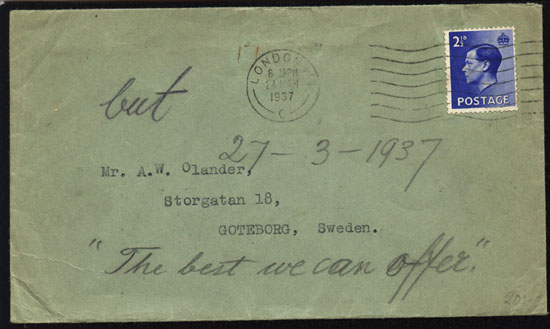 2½ᴰ
POSTAGE
LONDON
1937
C
but
27-3-1937
Mr. A.W. Olander,
Storgatan 18,
GOTEBORG, Sweden.
"The best we can offer".